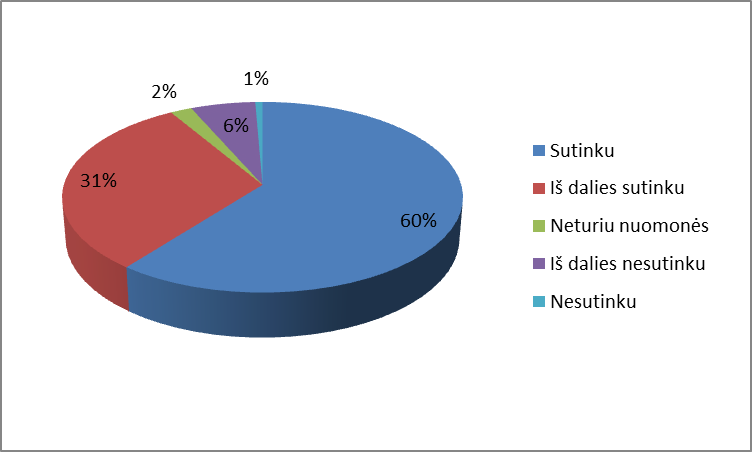 1%
2%
6%
31%
60%
Sutinku
Iš dalies sutinku
Neturiu nuomonės
Iš dalies nesutinku
Nesutinku